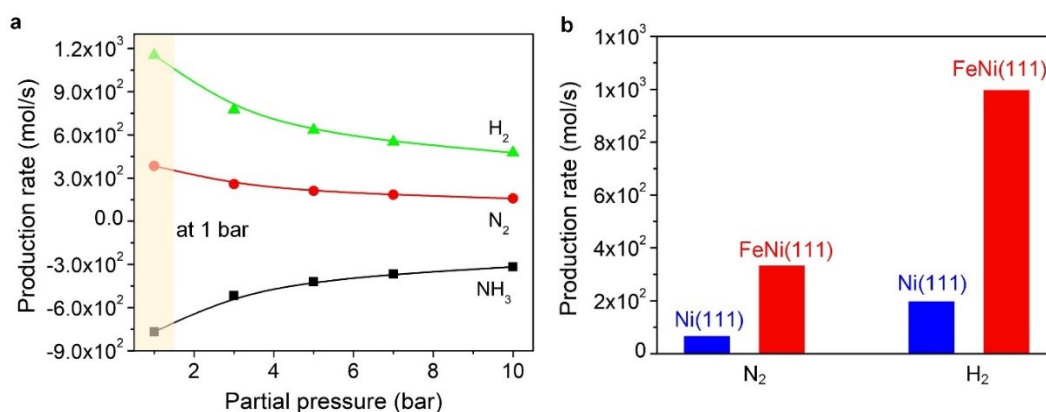 a
Production rate (mol/s)
1.2x10³
9.0x10²
6.0x10²
3.0x10²
0.0
-3.0x10²
-6.0x10²
-9.0x10²
H₂
N₂
at 1 bar
NH₃
2 4 6 8 10
Partial pressure (bar)
b
Production rate (mol/s)
1x10³
1x10³
8x10²
6x10²
4x10²
2x10²
0
FeNi(111)
FeNi(111)
Ni(111)
Ni(111)
N₂ H₂